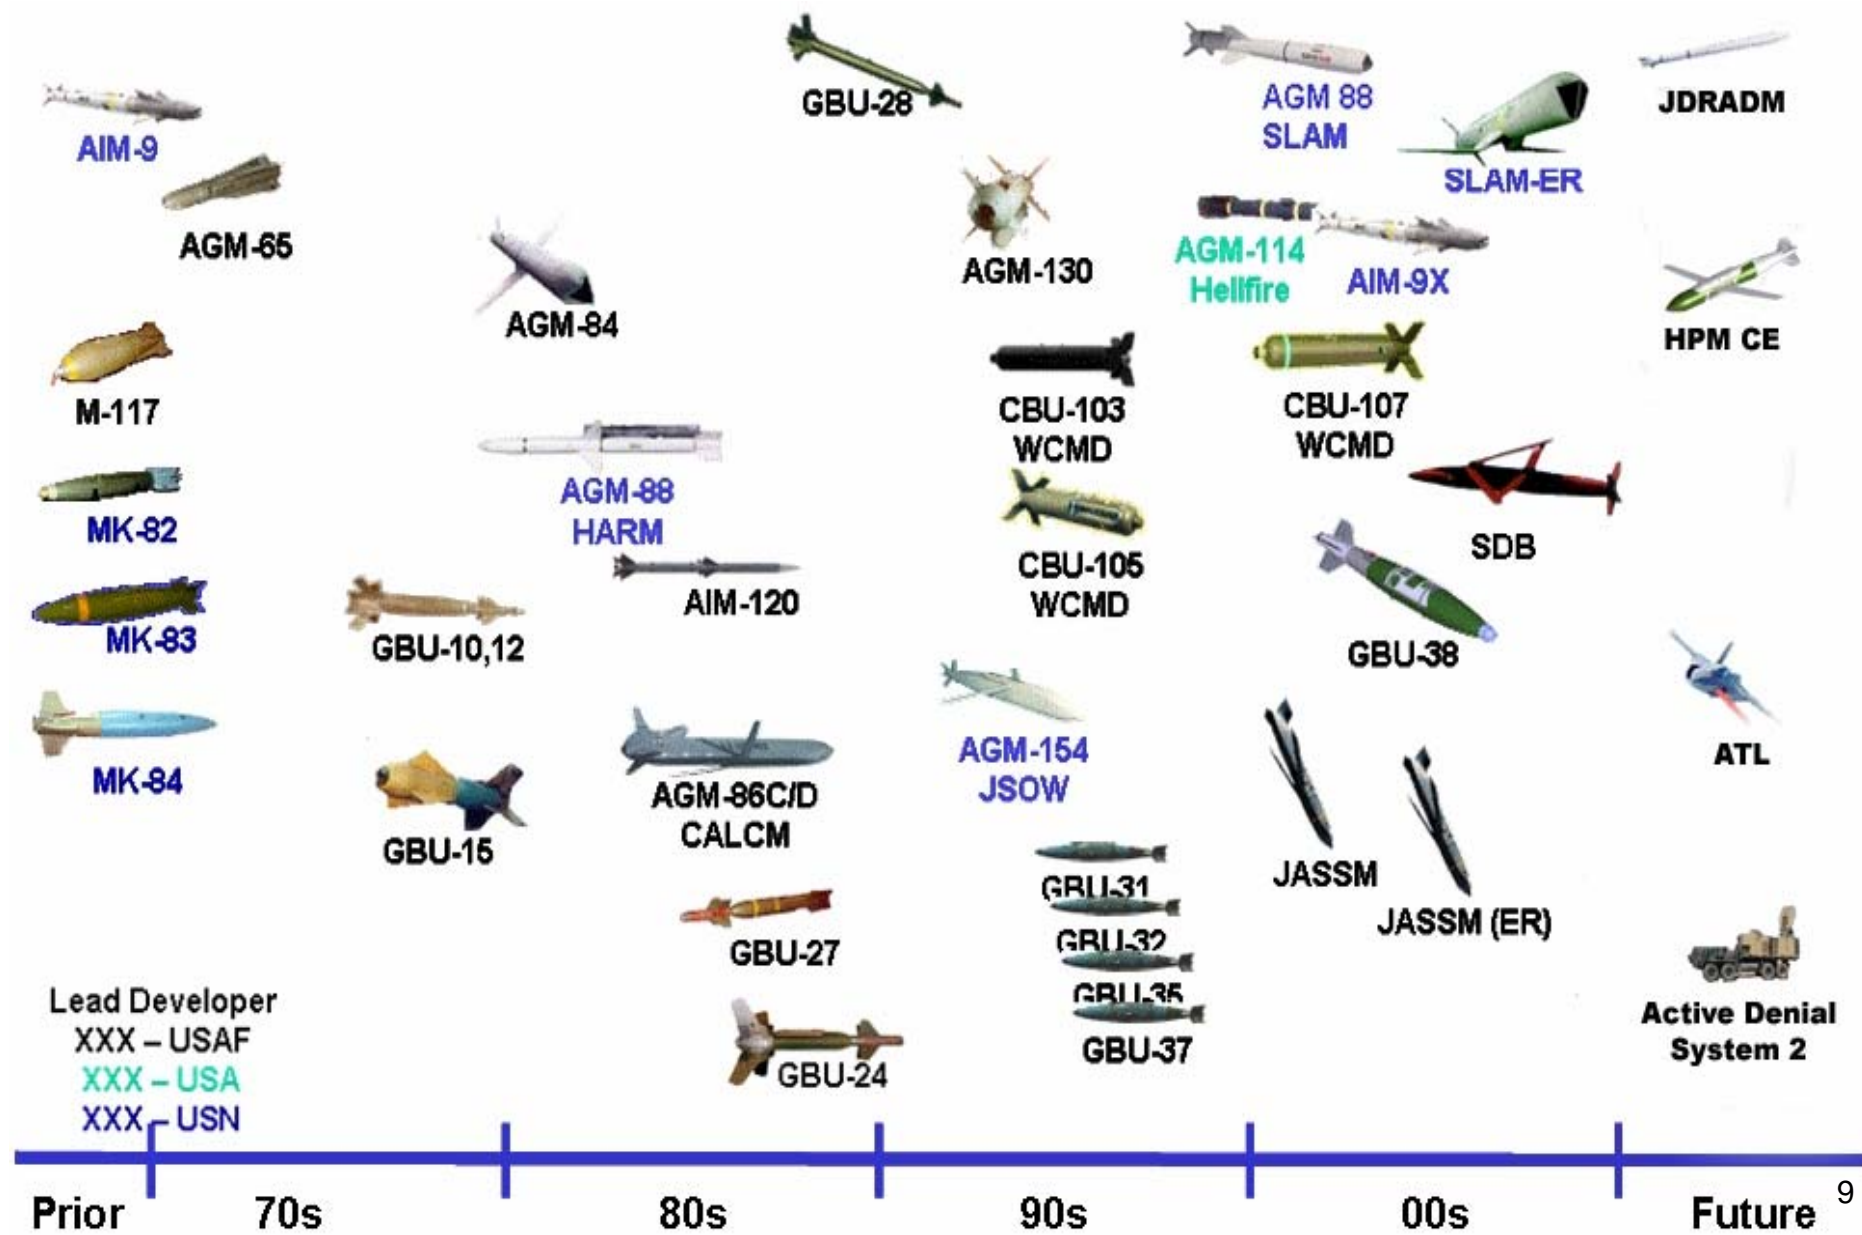 GBU-28
AGM 88
SLAM
JDRADM
AIM-9
SLAM-ER
AGM-65
AGM-130
AGM-114
Hellfire
AIM-9X
AGM-84
HPM CE
M-117
CBU-103
WCMD
CBU-107
WCMD
AGM-88
HARM
MK-82
SDB
CBU-105
WCMD
AIM-120
MK-83
GBU-10,12
GBU-38
AGM-154
JSOW
ATL
MK-84
AGM-86C/D
CALCM
GBU-15
JASSM
GBU-31
JASSM (ER)
GBU-27
GBU-32
GBU-35
GBU-37
GBU-24
Active Denial
System 2
Lead Developer
XXX – USAF
XXX – USA
XXX – USN
Prior 70s 80s 90s 00s Future
9